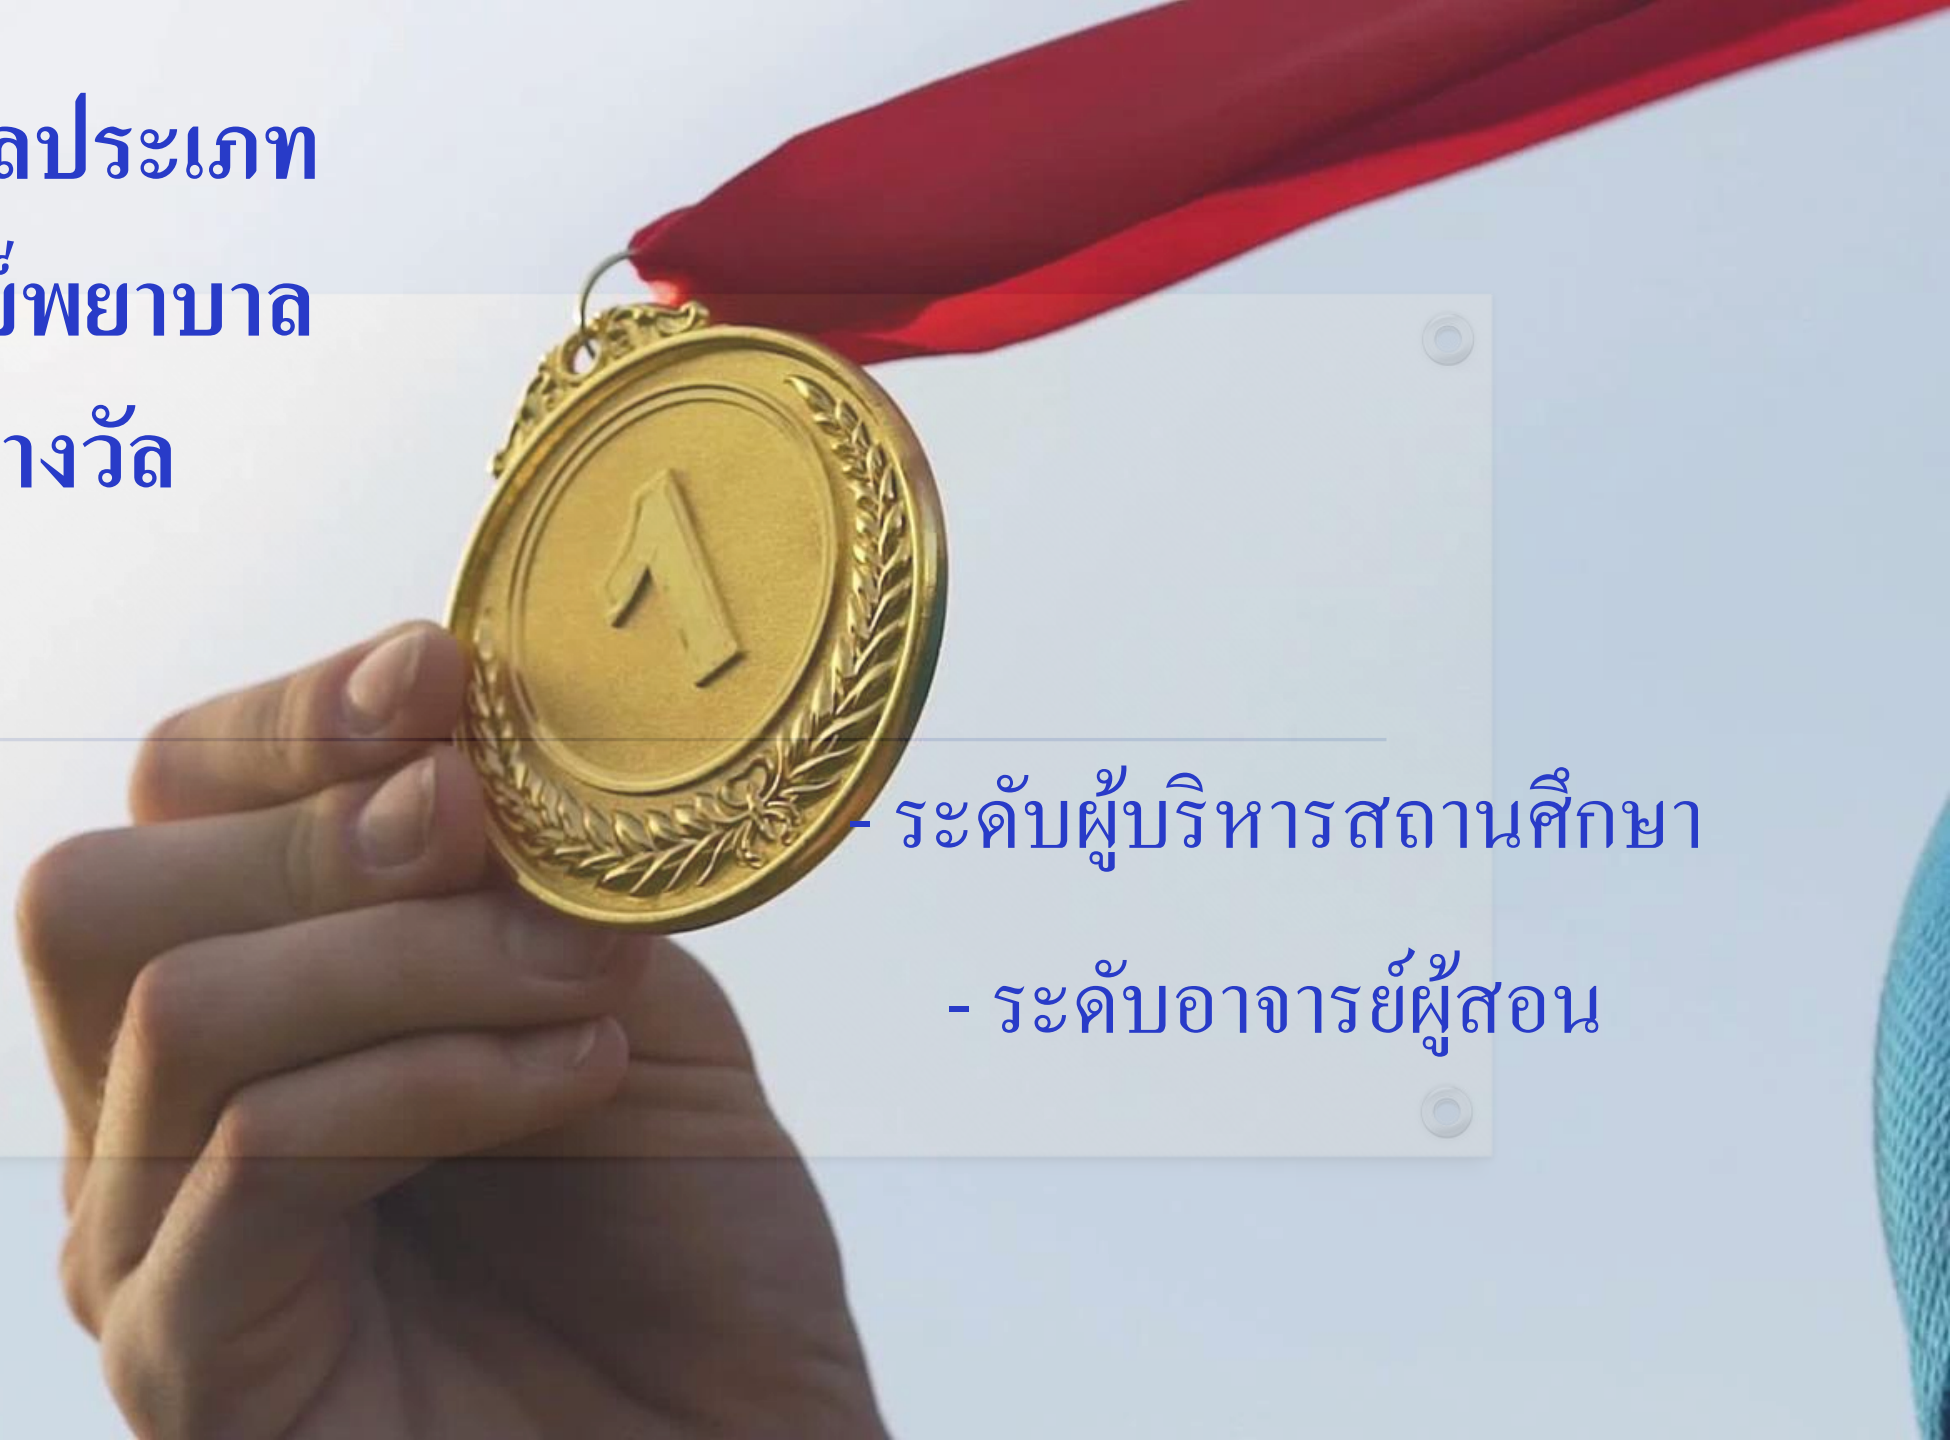 ลประเภท
ย์พยาบาล
างวัล
1
- ระดับผู้บริหารสถานศึกษา
- ระดับอาจารย์ผู้สอน